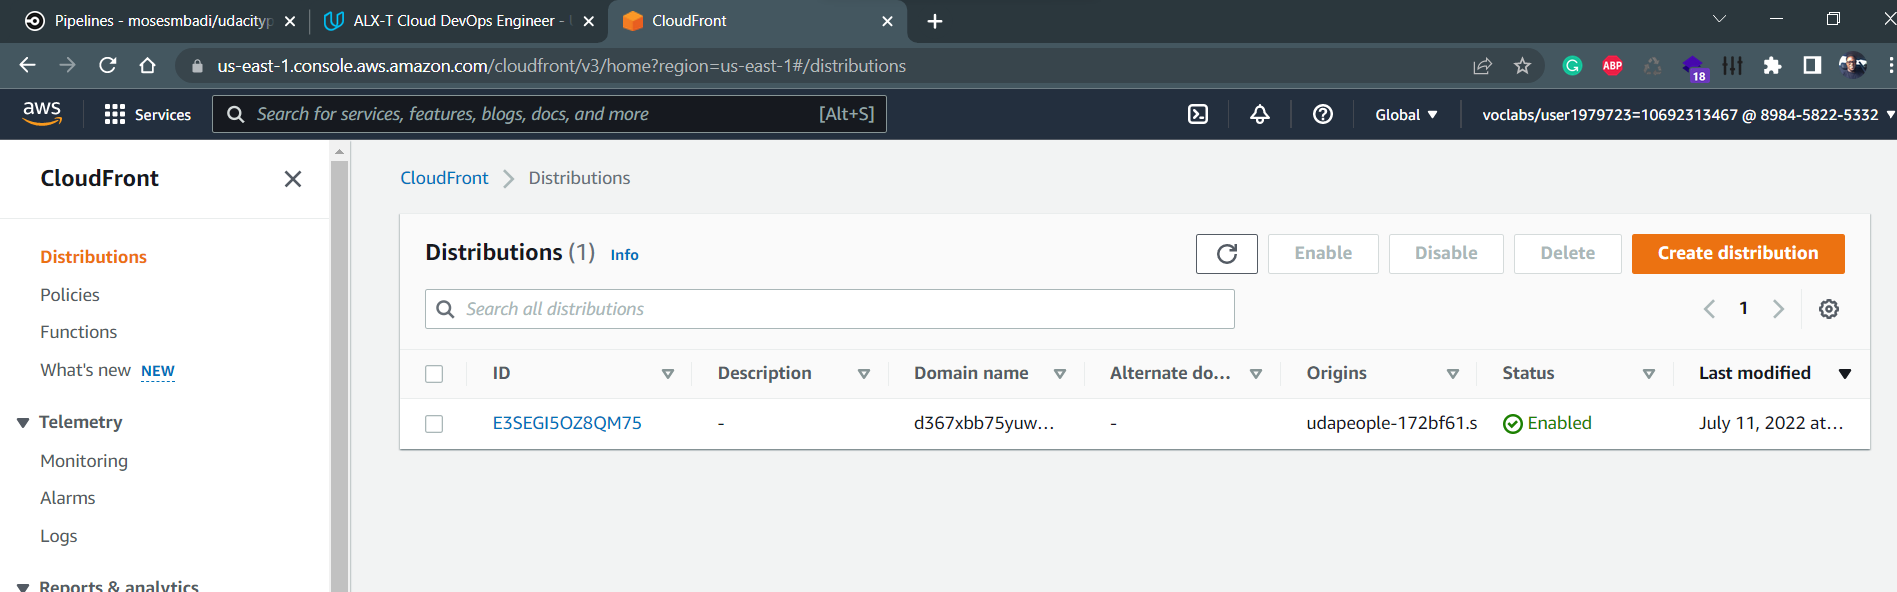 Pipelines - mosesmbadi/udacityp
ALX-T Cloud DevOps Engineer -
CloudFront
us-east-1.console.aws.amazon.com/cloudfront/v3/home?region=us-east-1#/distributions
G
ABP
18
aws
Services
Search for services, features, blogs, docs, and more
[Alt+S]
Global
voclabs/user1979723=10692313467 @ 8984-5822-5332
CloudFront
Distributions
Policies
Functions
What's new NEW
Telemetry
Monitoring
Alarms
Logs
Reports & analytics
CloudFront
Distributions
Distributions (1) Info
Enable
Disable
Delete
Create distribution
Search all distributions
1
ID
Description
Domain name
Alternate do...
Origins
Status
Last modified
E3SEGI5OZ8QM75
-
d367xbb75yuw...
-
udapeople-172bf61.s
Enabled
July 11, 2022 at...